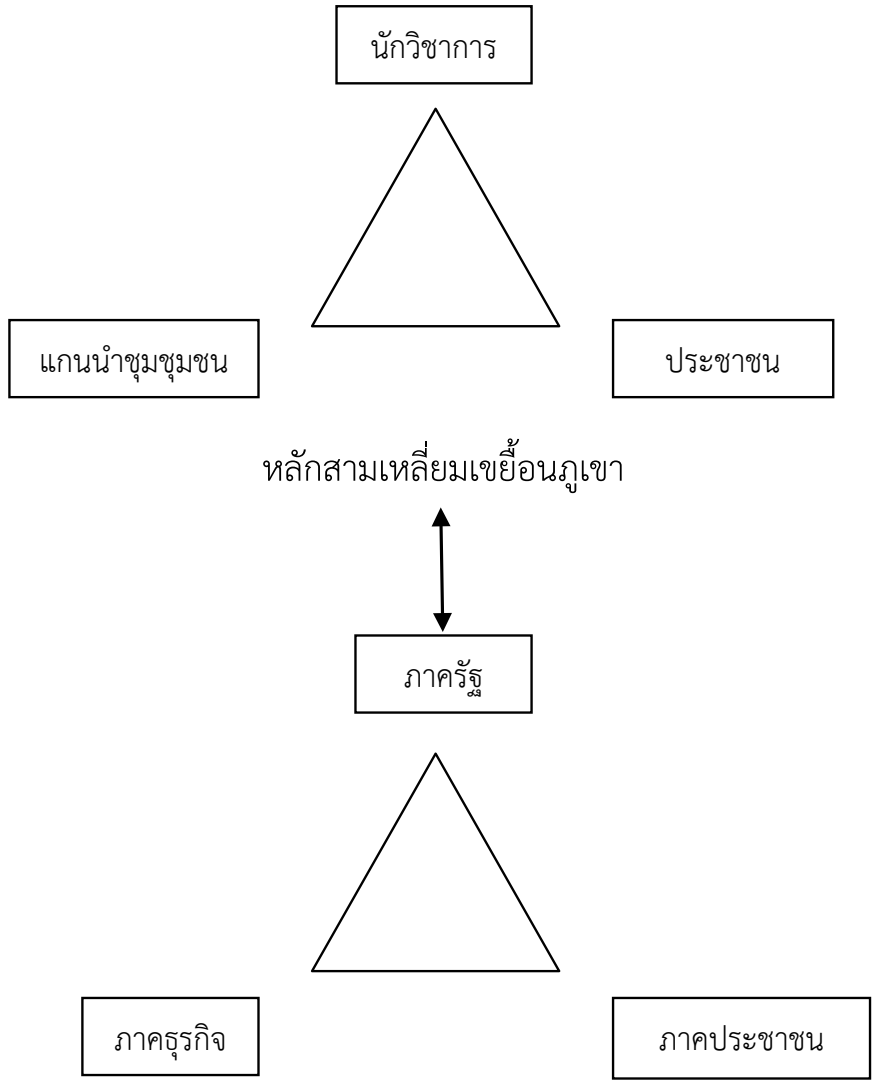 นักวิชาการ
แกนนำชุมชุมชน
ประชาชน
หลักสามเหลี่ยมเขยื้อนภูเขา
ภาครัฐ
ภาคธุรกิจ
ภาคประชาชน